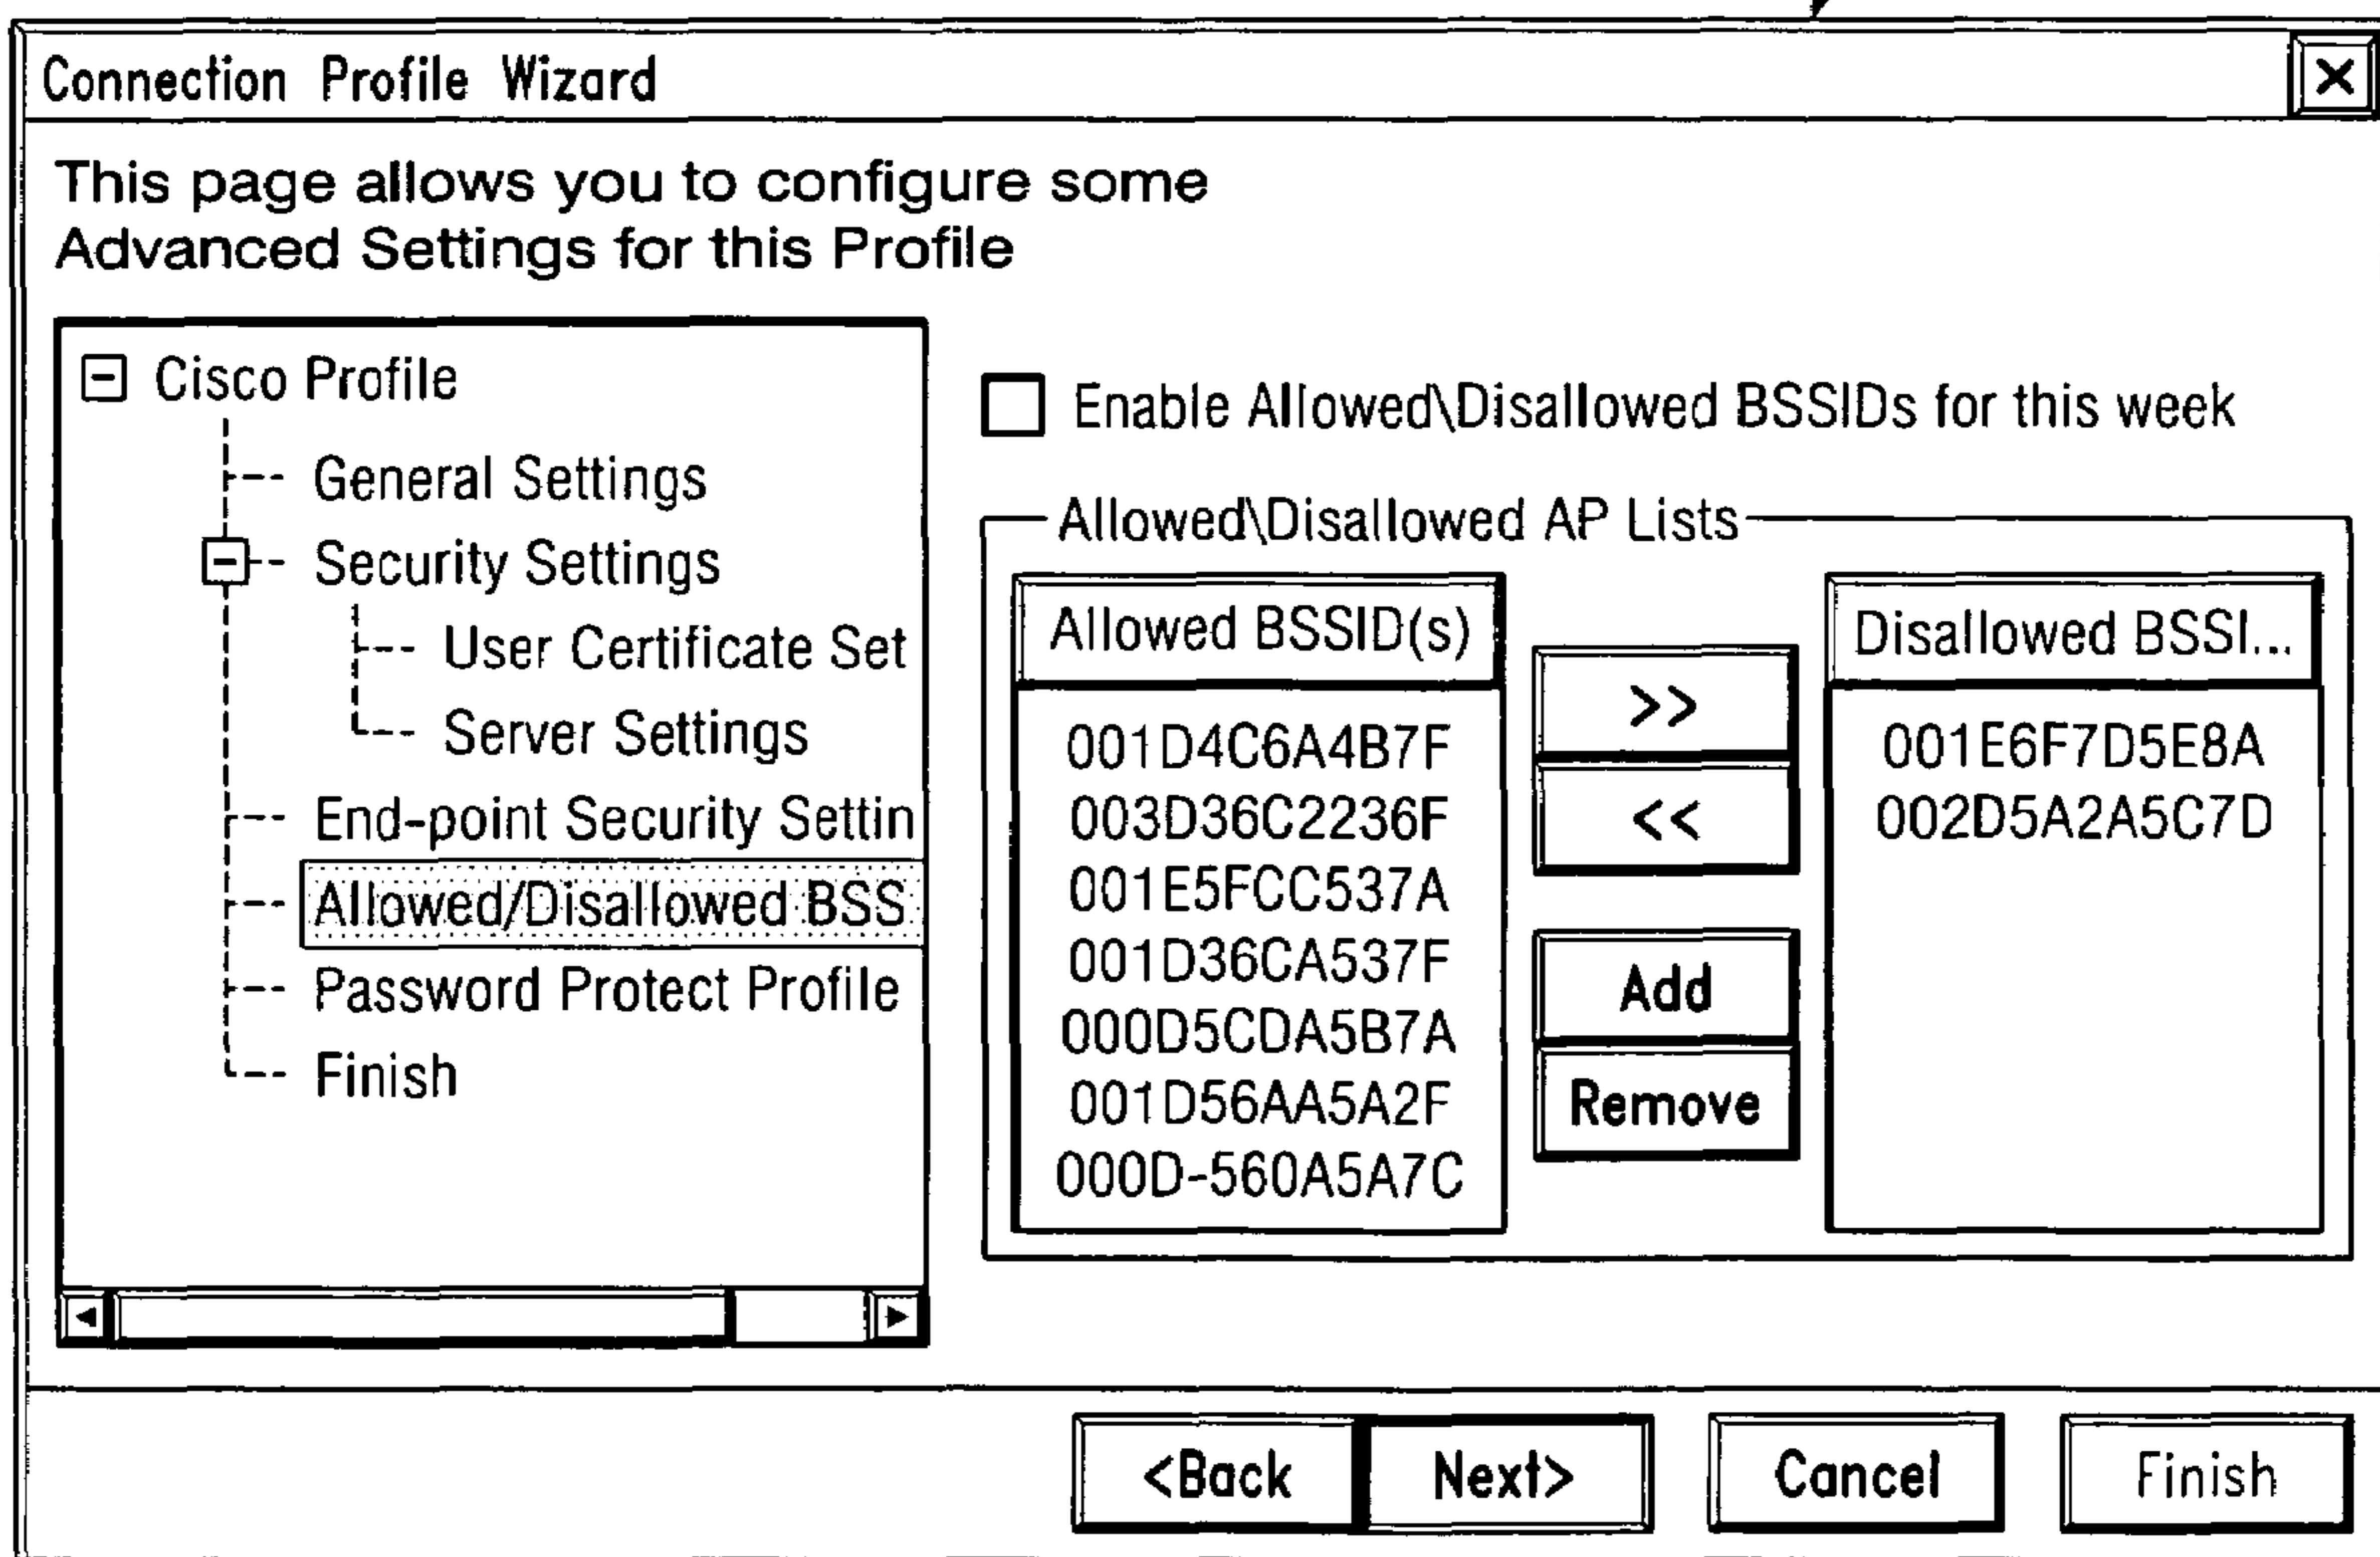 Connection Profile Wizard
This page allows you to configure some
Advanced Settings for this Profile
Cisco Profile
General Settings
Security Settings
User Certificate Set
Server Settings
End-point Security Settin
Allowed/Disallowed BSS
Password Protect Profile
Finish
Enable Allowed\Disallowed BSSIDs for this week
Allowed\Disallowed AP Lists
Allowed BSSID(s)
001D4C6A4B7F
003D36C2236F
001E5FCC537A
001D36CA537F
000D5CDA5B7A
001D56AA5A2F
000D-560A5A7C
>>
<<
Add
Remove
Disallowed BSSI...
001E6F7D5E8A
002D5A2A5C7D
<Back
Next>
Cancel
Finish